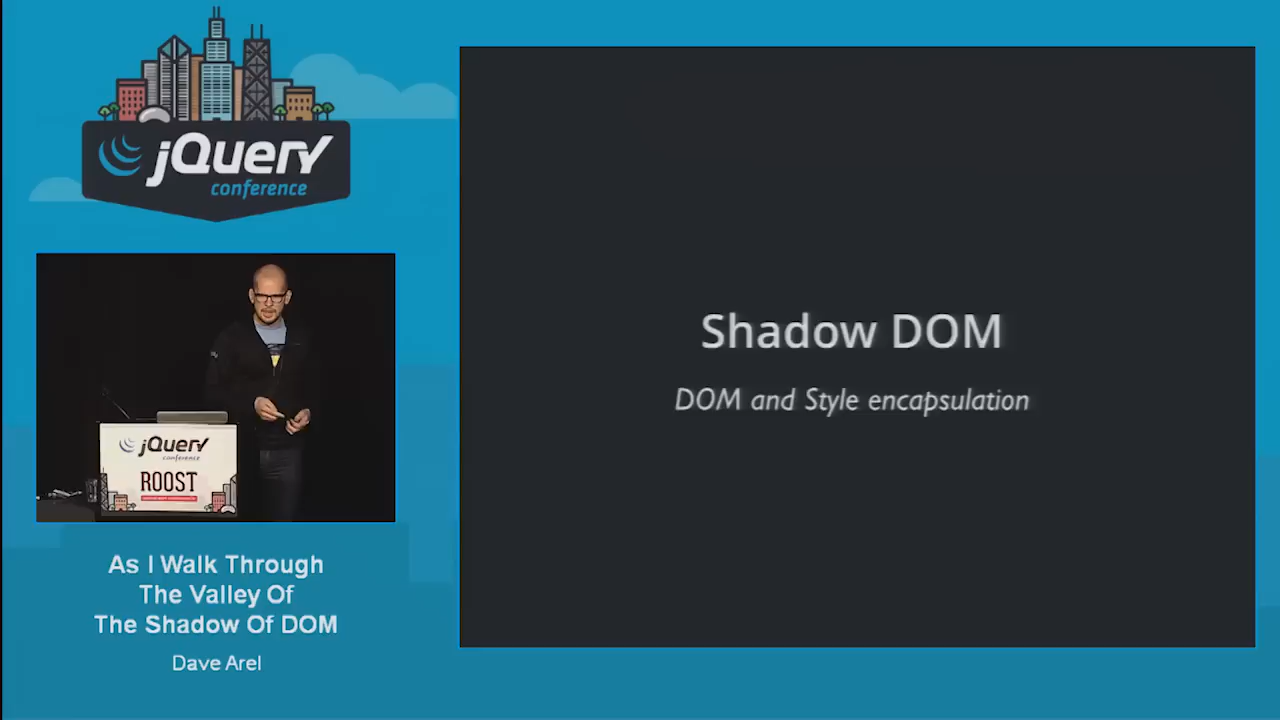 jQuery
conference
jQuery
conference
ROOST
As I Walk Through
The Valley Of
The Shadow Of DOM
Dave Arel
Shadow DOM
DOM and Style encapsulation